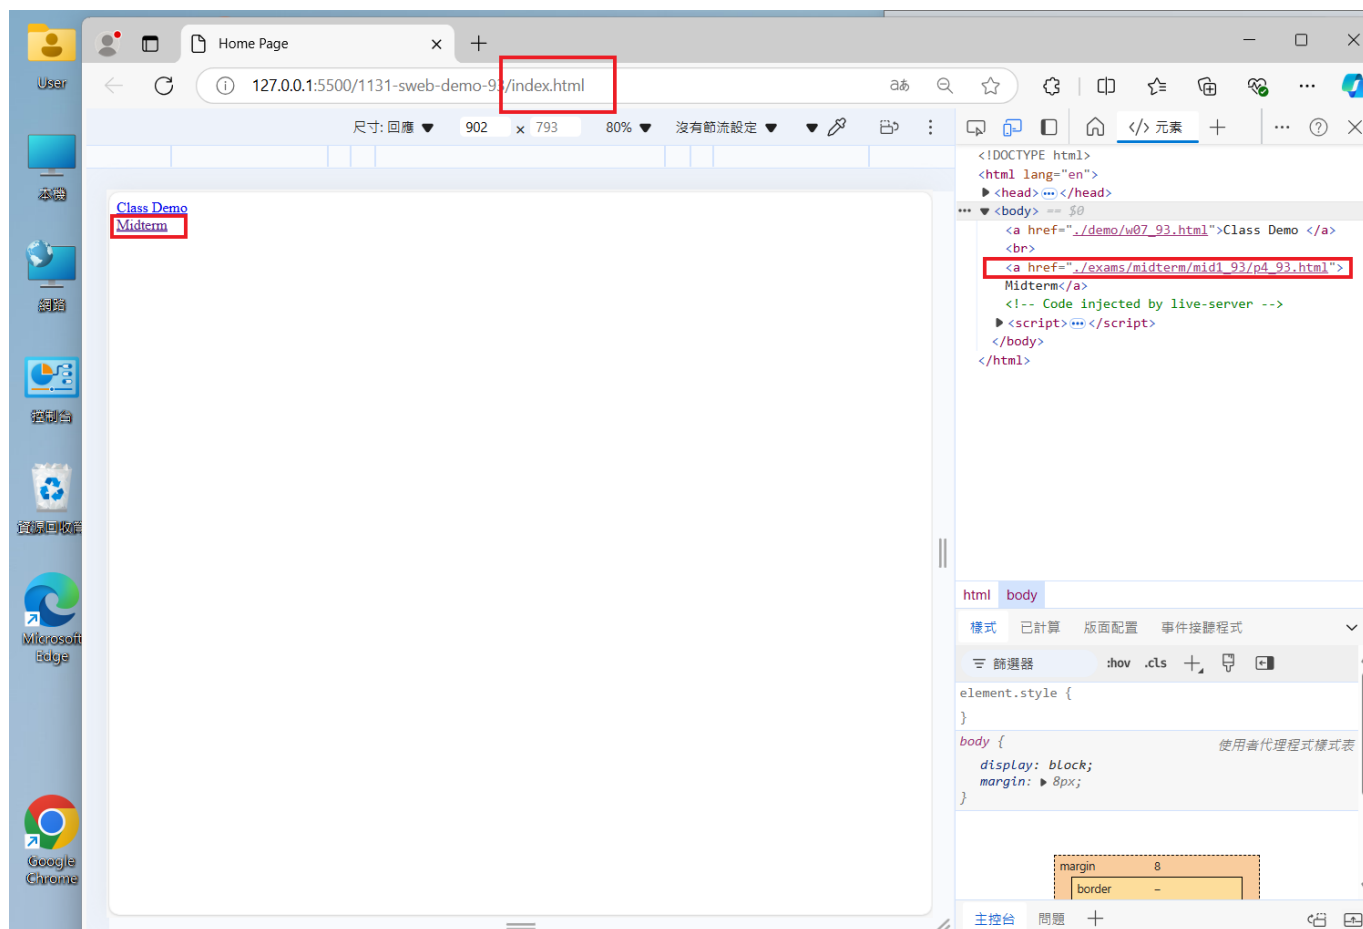 User
本機
網路
控制台
資源回收筒
Microsoft
Edge
Google
Chrome
Home Page
127.0.0.1:5500/1131-sweb-demo-93/index.html
aあ
尺寸: 回應 ▼ 902 × 793 80% ▼ 沒有節流設定 ▼
Class Demo
Midterm
</> 元素
<!DOCTYPE html>
<html lang="en">
<head>…</head>
<body> == $0
<a href="./demo/w07_93.html">Class Demo </a>
<br>
<a href="./exams/midterm/mid1_93/p4_93.html">
Midterm</a>
<!-- Code injected by live-server -->
<script>…</script>
</body>
</html>
html body
樣式 已計算 版面配置 事件接聽程式
篩選器 :hov .cls
element.style {
}
body { 使用者代理程式樣式表
display: block;
margin: ▶ 8px;
}
margin 8
border –
主控台 問題